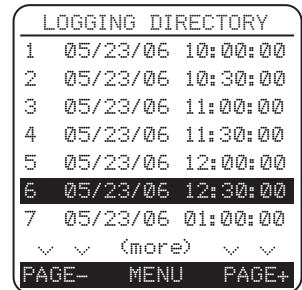 LOGGING DIRECTORY
1 05/23/06 10:00:00
2 05/23/06 10:30:00
3 05/23/06 11:00:00
4 05/23/06 11:30:00
5 05/23/06 12:00:00
6 05/23/06 12:30:00
7 05/23/06 01:00:00
(more)
PAGE- MENU PAGE+